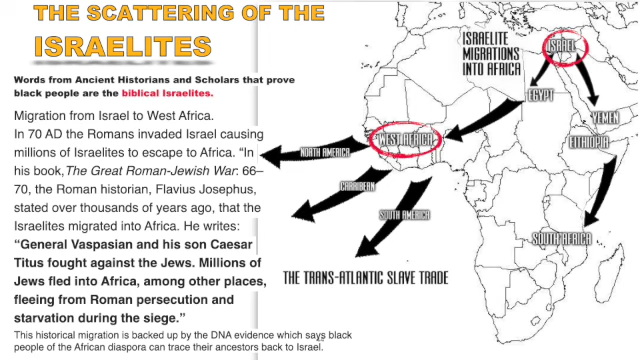 THE SCATTERING OF THE
ISRAELITES
Words from Ancient Historians and Scholars that prove
black people are the biblical Israelites.
Migration from Israel to West Africa.
In 70 AD the Romans invaded Israel causing
millions of Israelites to escape to Africa. “In
his book, The Great Roman-Jewish War: 66–
70, the Roman historian, Flavius Josephus,
stated over thousands of years ago, that the
Israelites migrated into Africa. He writes:
“General Vaspasian and his son Caesar
Titus fought against the Jews. Millions of
Jews fled into Africa, among other places,
fleeing from Roman persecution and
starvation during the siege.”
This historical migration is backed up by the DNA evidence which says black
people of the African diaspora can trace their ancestors back to Israel.
ISRAELITE
MIGRATIONS
INTO AFRICA
ISRAEL
EGYPT
YEMEN
ETHIOPIA
WEST AFRICA
NORTH AMERICA
CARRIBEAN
SOUTH AMERICA
SOUTH AFRICA
THE TRANS-ATLANTIC SLAVE TRADE